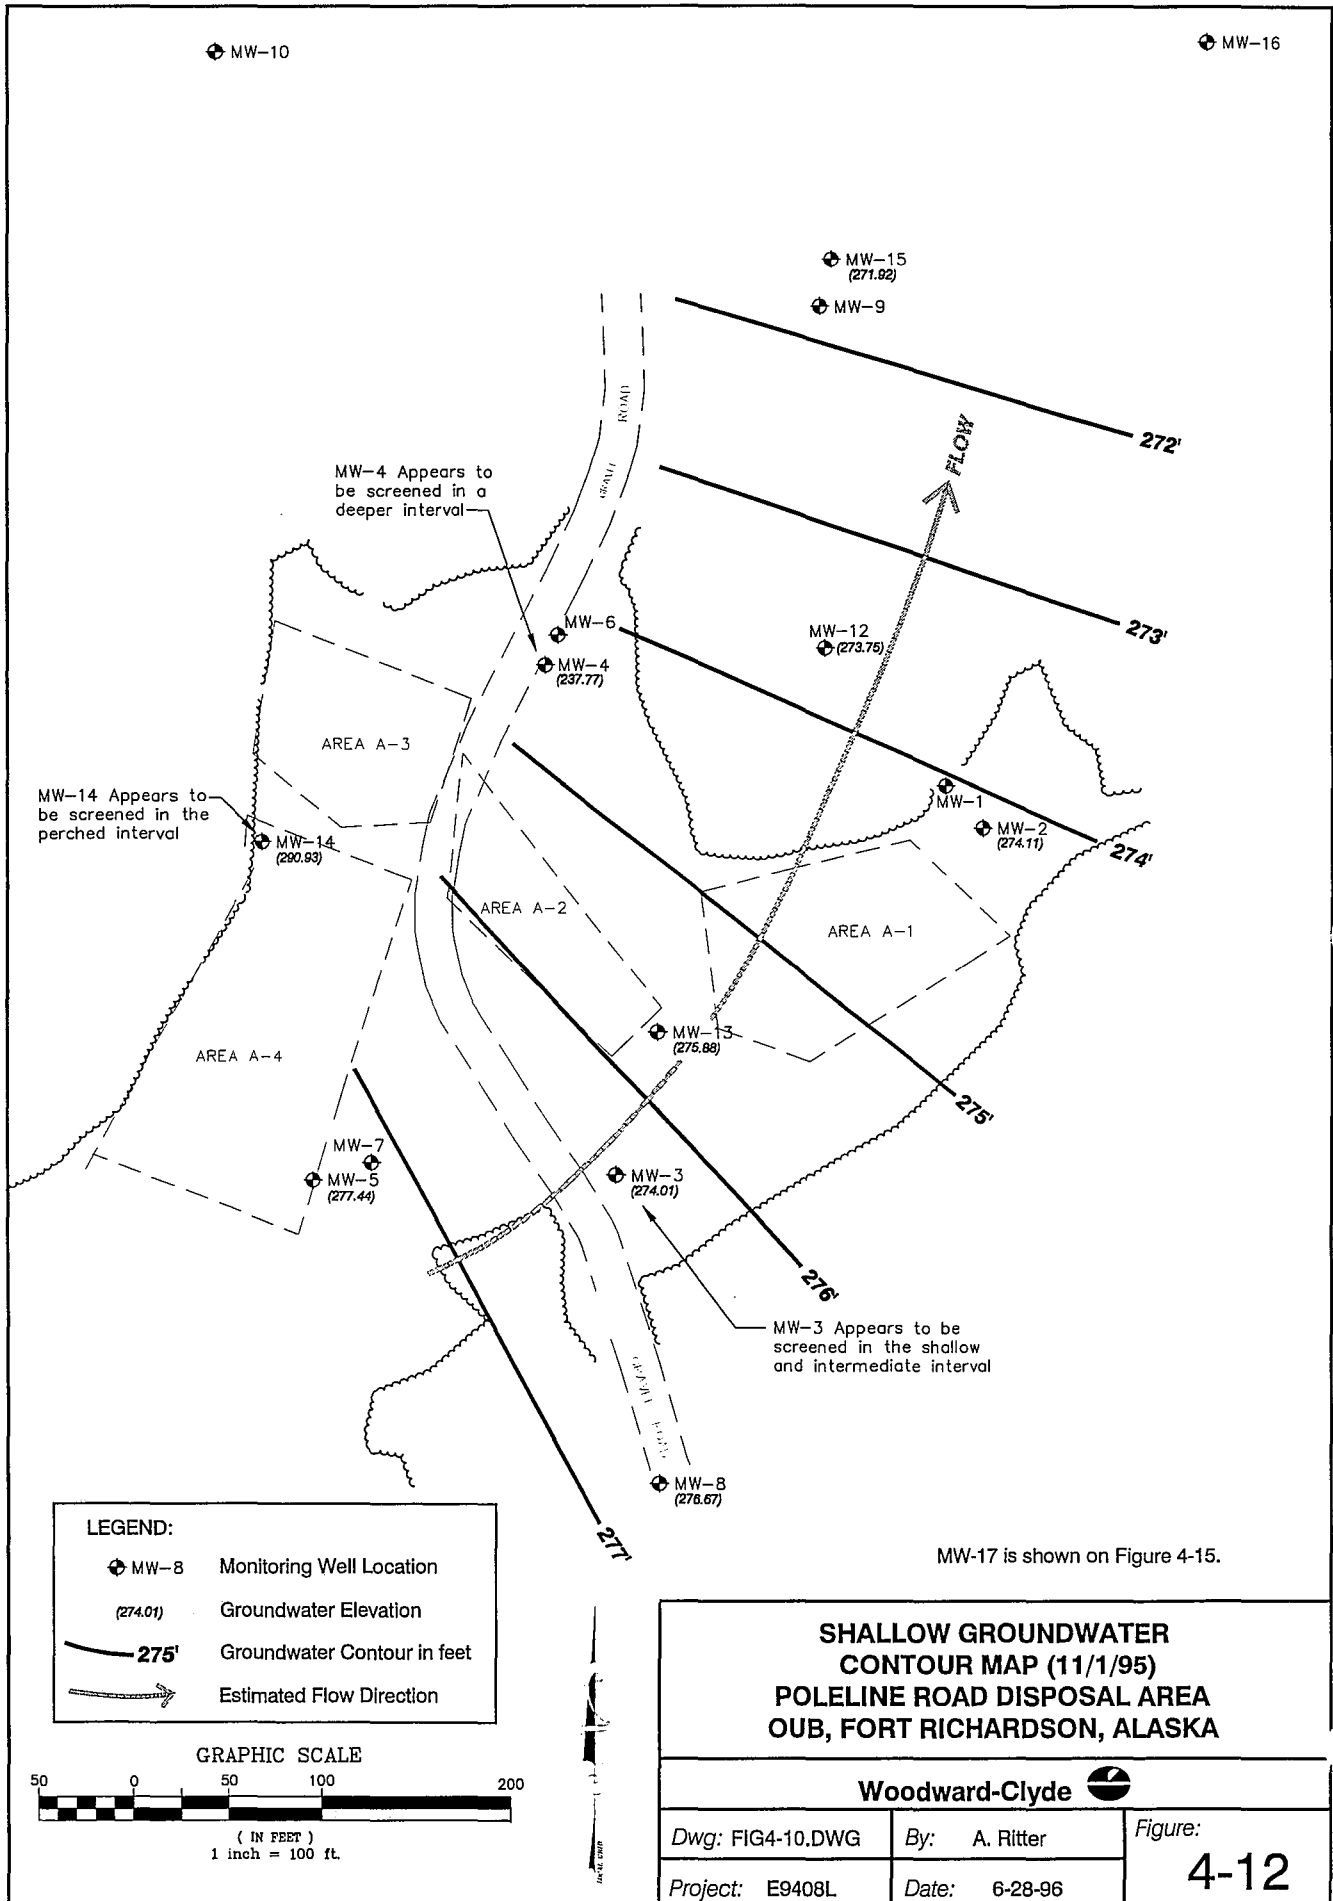 MW-10
MW-16
MW-15
(271.92)
MW-9
272'
FLOW
GRAVEL ROAD
MW-4 Appears to
be screened in a
deeper interval
273'
MW-6
MW-12
(273.75)
MW-4
(237.77)
AREA A-3
MW-1
MW-14 Appears to
be screened in the
perched interval
MW-2
(274.11)
MW-14
(290.93)
274'
AREA A-2
AREA A-1
MW-13
(275.88)
AREA A-4
275'
MW-7
MW-5
(277.44)
MW-3
(274.01)
276'
MW-3 Appears to be
screened in the shallow
and intermediate interval
GRAVEL ROAD
MW-8
(276.67)
277'
MW-17 is shown on Figure 4-15.
LEGEND:
MW-8 Monitoring Well Location
(274.01) Groundwater Elevation
275' Groundwater Contour in feet
Estimated Flow Direction
GRAPHIC SCALE
50 0 50 100 200
( IN FEET )
1 inch = 100 ft.
SHALLOW GROUNDWATER
CONTOUR MAP (11/1/95)
POLELINE ROAD DISPOSAL AREA
OUB, FORT RICHARDSON, ALASKA
Woodward-Clyde
Dwg: FIG4-10.DWG
By: A. Ritter
Figure:
4-12
Project: E9408L
Date: 6-28-96